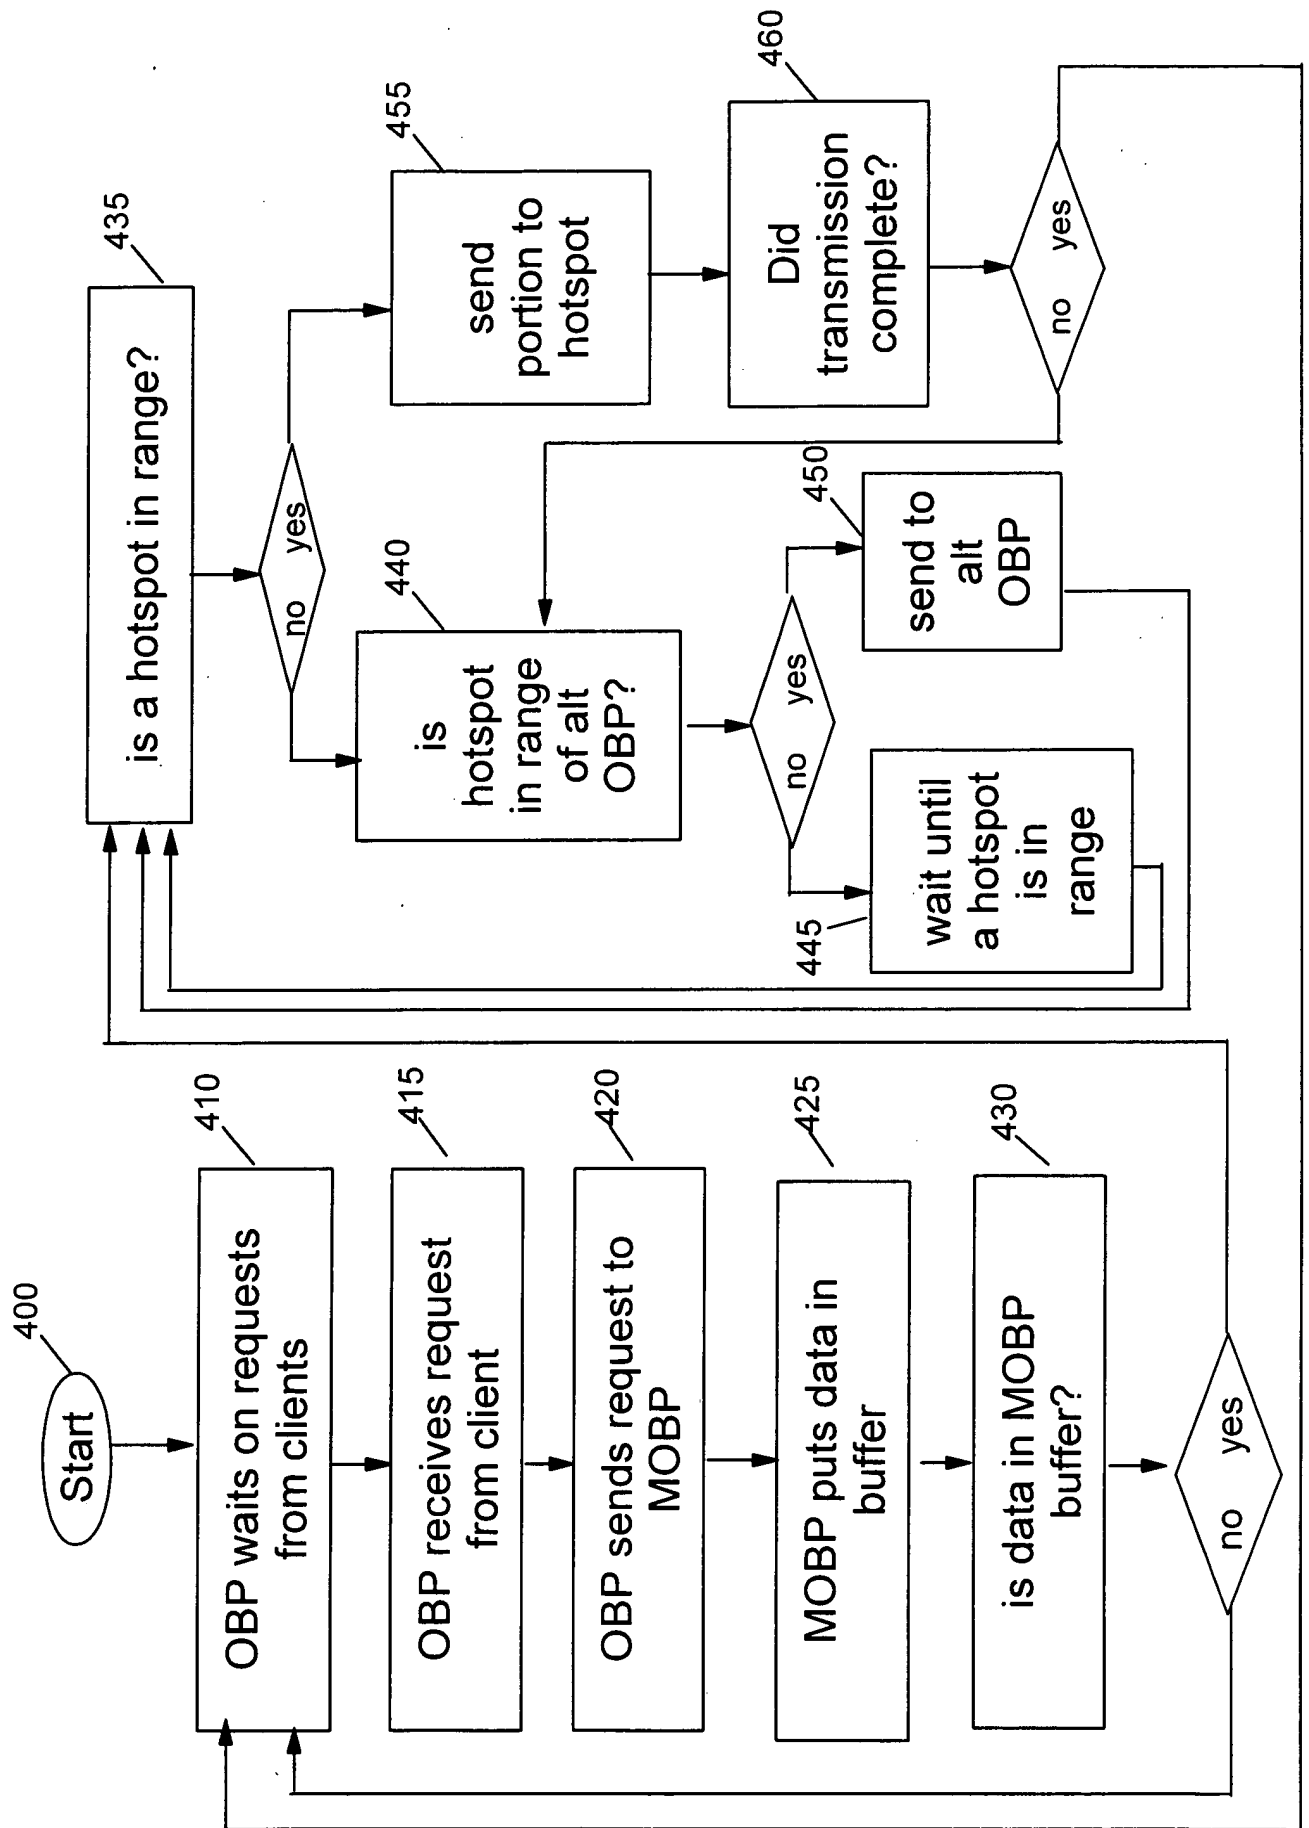 400
Start
410
OBP waits on requests
from clients
415
OBP receives request
from client
420
OBP sends request to
MOBP
425
MOBP puts data in
buffer
430
is data in MOBP
buffer?
no yes
435
is a hotspot in range?
no yes
440
is
hotspot
in range
of alt
OBP?
no yes
445
wait until
a hotspot
is in
range
450
send to
alt
OBP
455
send
portion to
hotspot
460
Did
transmission
complete?
no yes